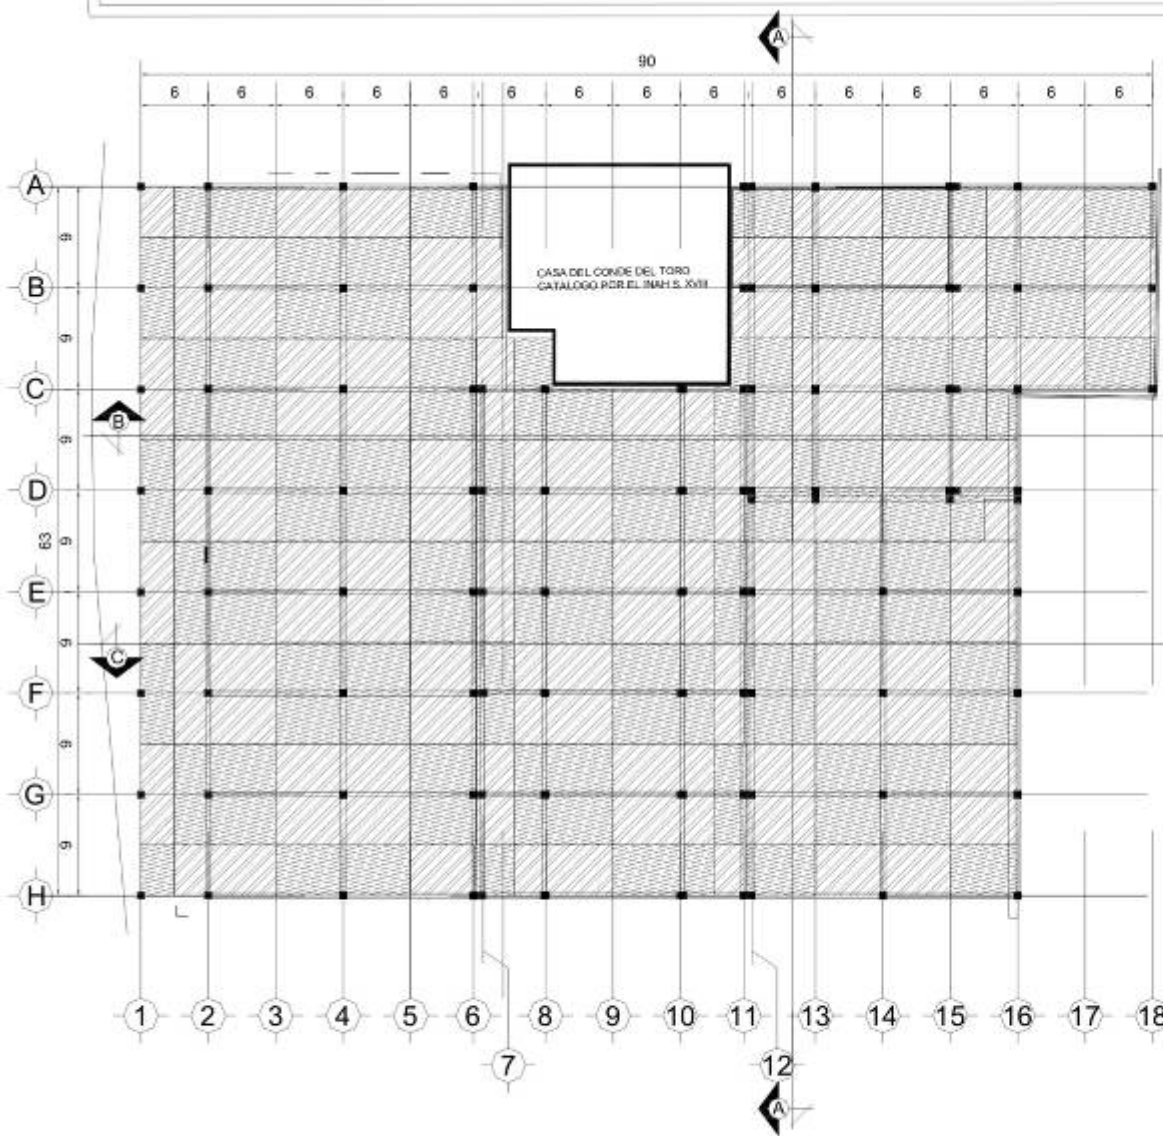 A
90
6 6 6 6 6 6 6 6 6 6 6 6 6 6 6
A
9
B
CASA DEL CONDE DEL TORO
CATALOGO POR EL INAH S. XVIII
9
C
B
9
D
63
9
E
9
C
F
9
G
9
H
1 2 3 4 5 6 8 9 10 11 13 14 15 16 17 18
7 12
A